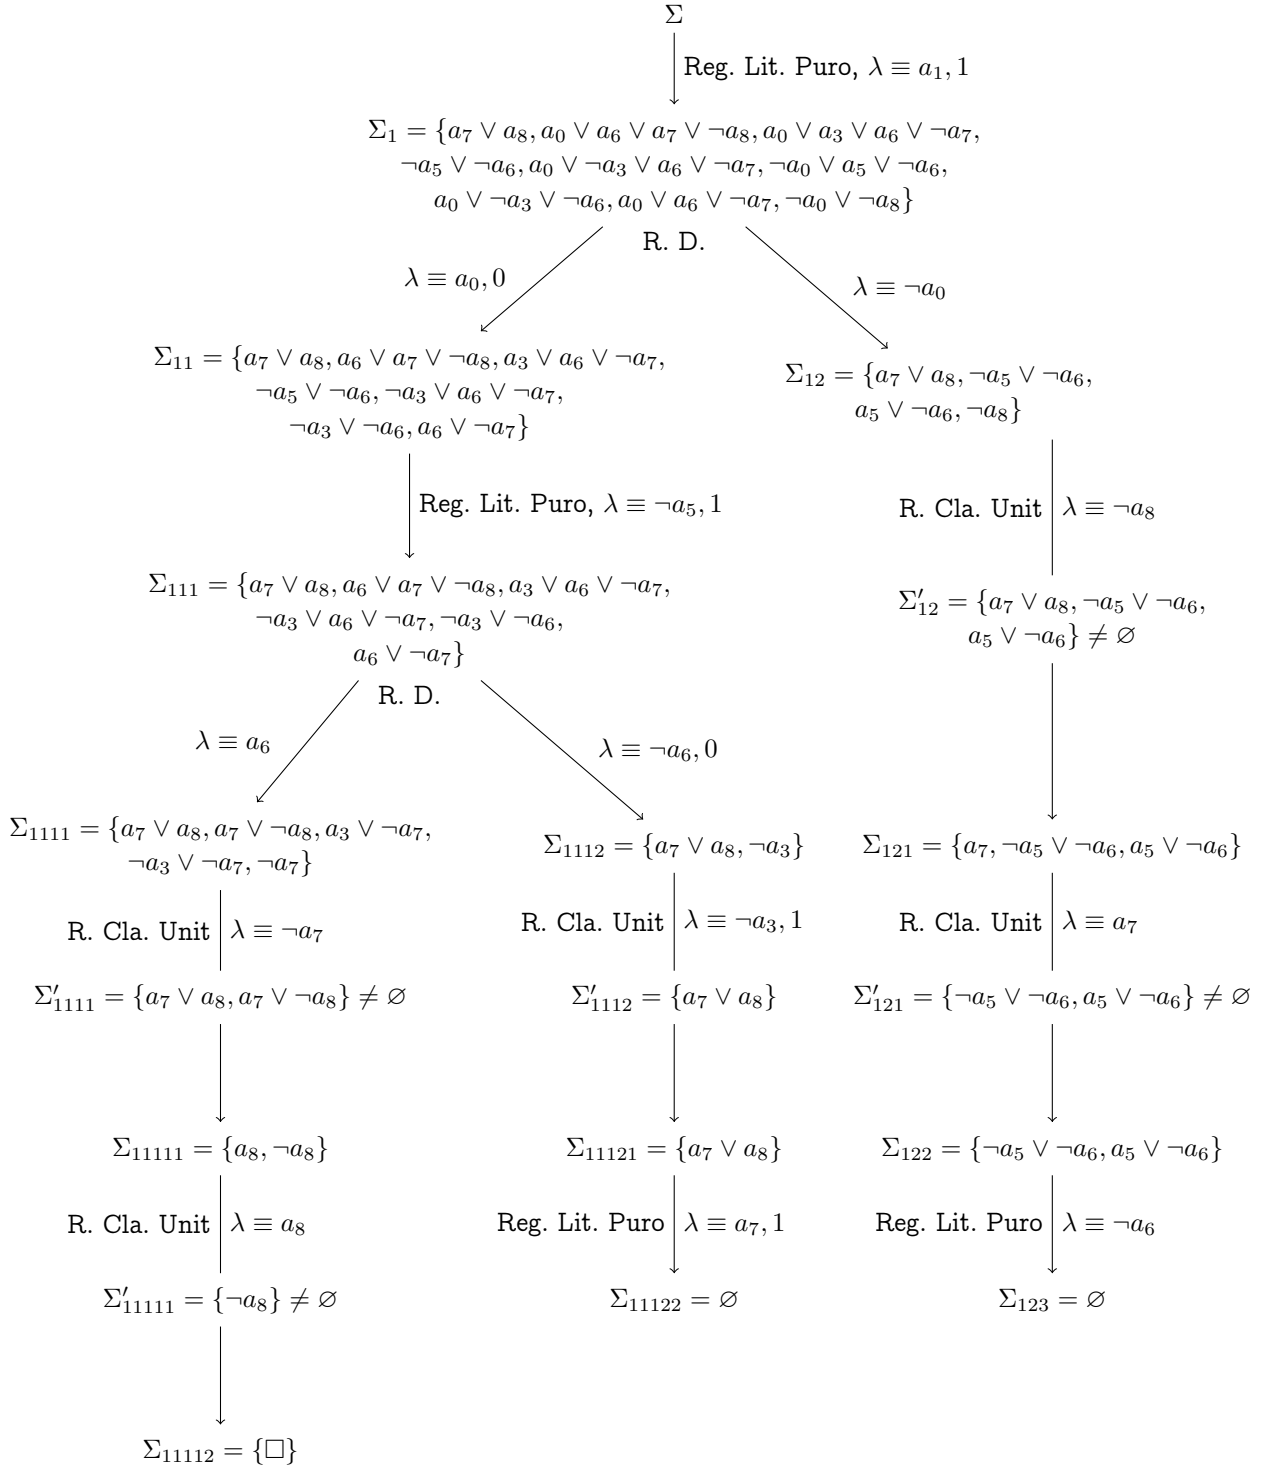 Σ
Reg. Lit. Puro, λ ≡ a₁, 1
Σ₁ = {a₇ ∨ a₈, a₀ ∨ a₆ ∨ a₇ ∨ ¬a₈, a₀ ∨ a₃ ∨ a₆ ∨ ¬a₇,
¬a₅ ∨ ¬a₆, a₀ ∨ ¬a₃ ∨ a₆ ∨ ¬a₇, ¬a₀ ∨ a₅ ∨ ¬a₆,
a₀ ∨ ¬a₃ ∨ ¬a₆, a₀ ∨ a₆ ∨ ¬a₇, ¬a₀ ∨ ¬a₈}
R. D.
λ ≡ a₀, 0
λ ≡ ¬a₀
Σ₁₁ = {a₇ ∨ a₈, a₆ ∨ a₇ ∨ ¬a₈, a₃ ∨ a₆ ∨ ¬a₇,
¬a₅ ∨ ¬a₆, ¬a₃ ∨ a₆ ∨ ¬a₇,
¬a₃ ∨ ¬a₆, a₆ ∨ ¬a₇}
Σ₁₂ = {a₇ ∨ a₈, ¬a₅ ∨ ¬a₆,
a₅ ∨ ¬a₆, ¬a₈}
Reg. Lit. Puro, λ ≡ ¬a₅, 1
R. Cla. Unit λ ≡ ¬a₈
Σ₁₁₁ = {a₇ ∨ a₈, a₆ ∨ a₇ ∨ ¬a₈, a₃ ∨ a₆ ∨ ¬a₇,
¬a₃ ∨ a₆ ∨ ¬a₇, ¬a₃ ∨ ¬a₆,
a₆ ∨ ¬a₇}
Σ′₁₂ = {a₇ ∨ a₈, ¬a₅ ∨ ¬a₆,
a₅ ∨ ¬a₆} ≠ ∅
R. D.
λ ≡ a₆
λ ≡ ¬a₆, 0
Σ₁₁₁₁ = {a₇ ∨ a₈, a₇ ∨ ¬a₈, a₃ ∨ ¬a₇,
¬a₃ ∨ ¬a₇, ¬a₇}
Σ₁₁₁₂ = {a₇ ∨ a₈, ¬a₃}
Σ₁₂₁ = {a₇, ¬a₅ ∨ ¬a₆, a₅ ∨ ¬a₆}
R. Cla. Unit λ ≡ ¬a₇
R. Cla. Unit λ ≡ ¬a₃, 1
R. Cla. Unit λ ≡ a₇
Σ′₁₁₁₁ = {a₇ ∨ a₈, a₇ ∨ ¬a₈} ≠ ∅
Σ′₁₁₁₂ = {a₇ ∨ a₈}
Σ′₁₂₁ = {¬a₅ ∨ ¬a₆, a₅ ∨ ¬a₆} ≠ ∅
Σ₁₁₁₁₁ = {a₈, ¬a₈}
Σ₁₁₁₂₁ = {a₇ ∨ a₈}
Σ₁₂₂ = {¬a₅ ∨ ¬a₆, a₅ ∨ ¬a₆}
R. Cla. Unit λ ≡ a₈
Reg. Lit. Puro λ ≡ a₇, 1
Reg. Lit. Puro λ ≡ ¬a₆
Σ′₁₁₁₁₁ = {¬a₈} ≠ ∅
Σ₁₁₁₂₂ = ∅
Σ₁₂₃ = ∅
Σ₁₁₁₁₂ = {□}